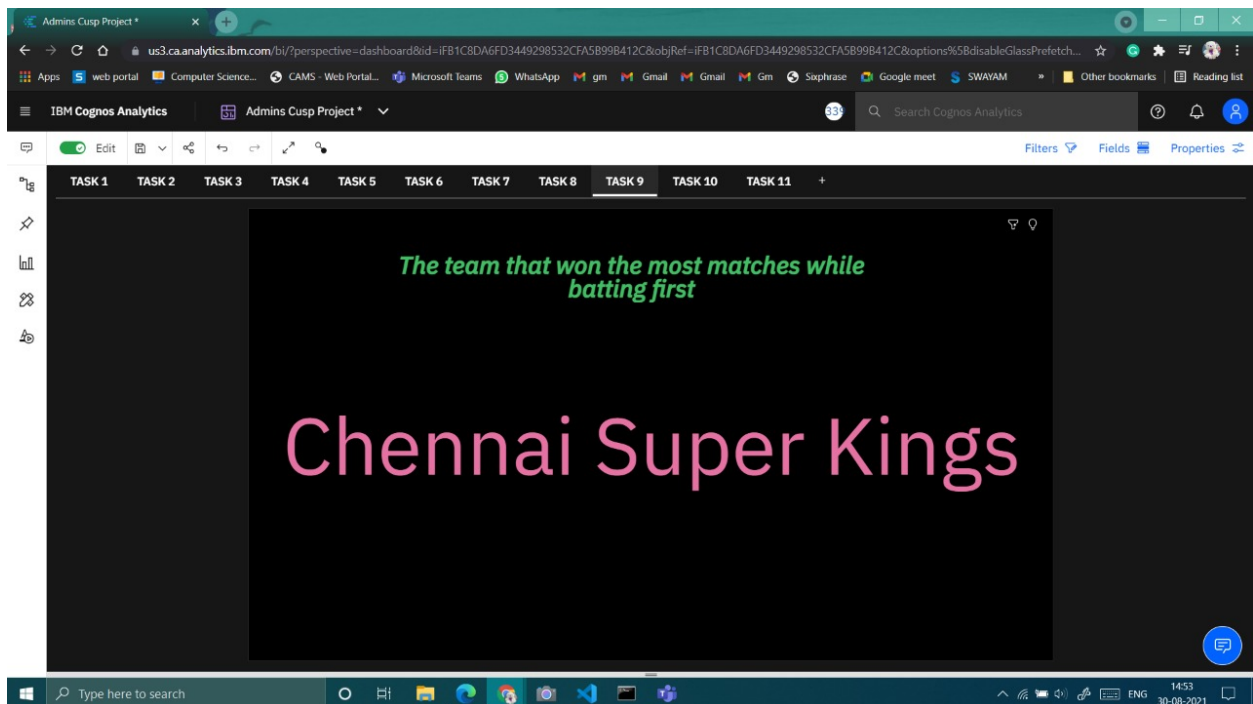 Admins Cusp Project *
us3.ca.analytics.ibm.com/bi/?perspective=dashboard&id=iFB1C8DA6FD3449298532CFA5B99B412C&objRef=iFB1C8DA6FD3449298532CFA5B99B412C&options%5BdisableGlassPrefetch...
Apps web portal Computer Science... CAMS - Web Portal... Microsoft Teams WhatsApp gm Gmail Gmail Gm Sixphrase Google meet SWAYAM » Other bookmarks Reading list
IBM Cognos Analytics Admins Cusp Project * Search Cognos Analytics
Edit Filters Fields Properties
TASK 1 TASK 2 TASK 3 TASK 4 TASK 5 TASK 6 TASK 7 TASK 8 TASK 9 TASK 10 TASK 11 +
The team that won the most matches while
batting first
Chennai Super Kings
Type here to search ENG 14:53
30-08-2021